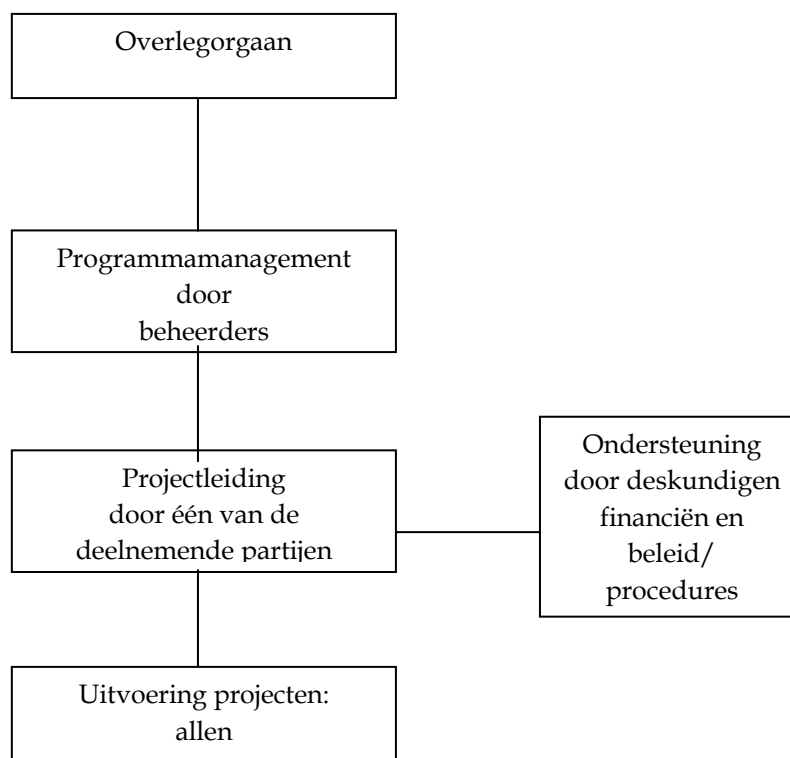 Overlegorgaan
Programmamanagement
door
beheerders
Projectleiding
door één van de
deelnemende partijen
Ondersteuning
door deskundigen
financiën en
beleid/
procedures
Uitvoering projecten:
allen